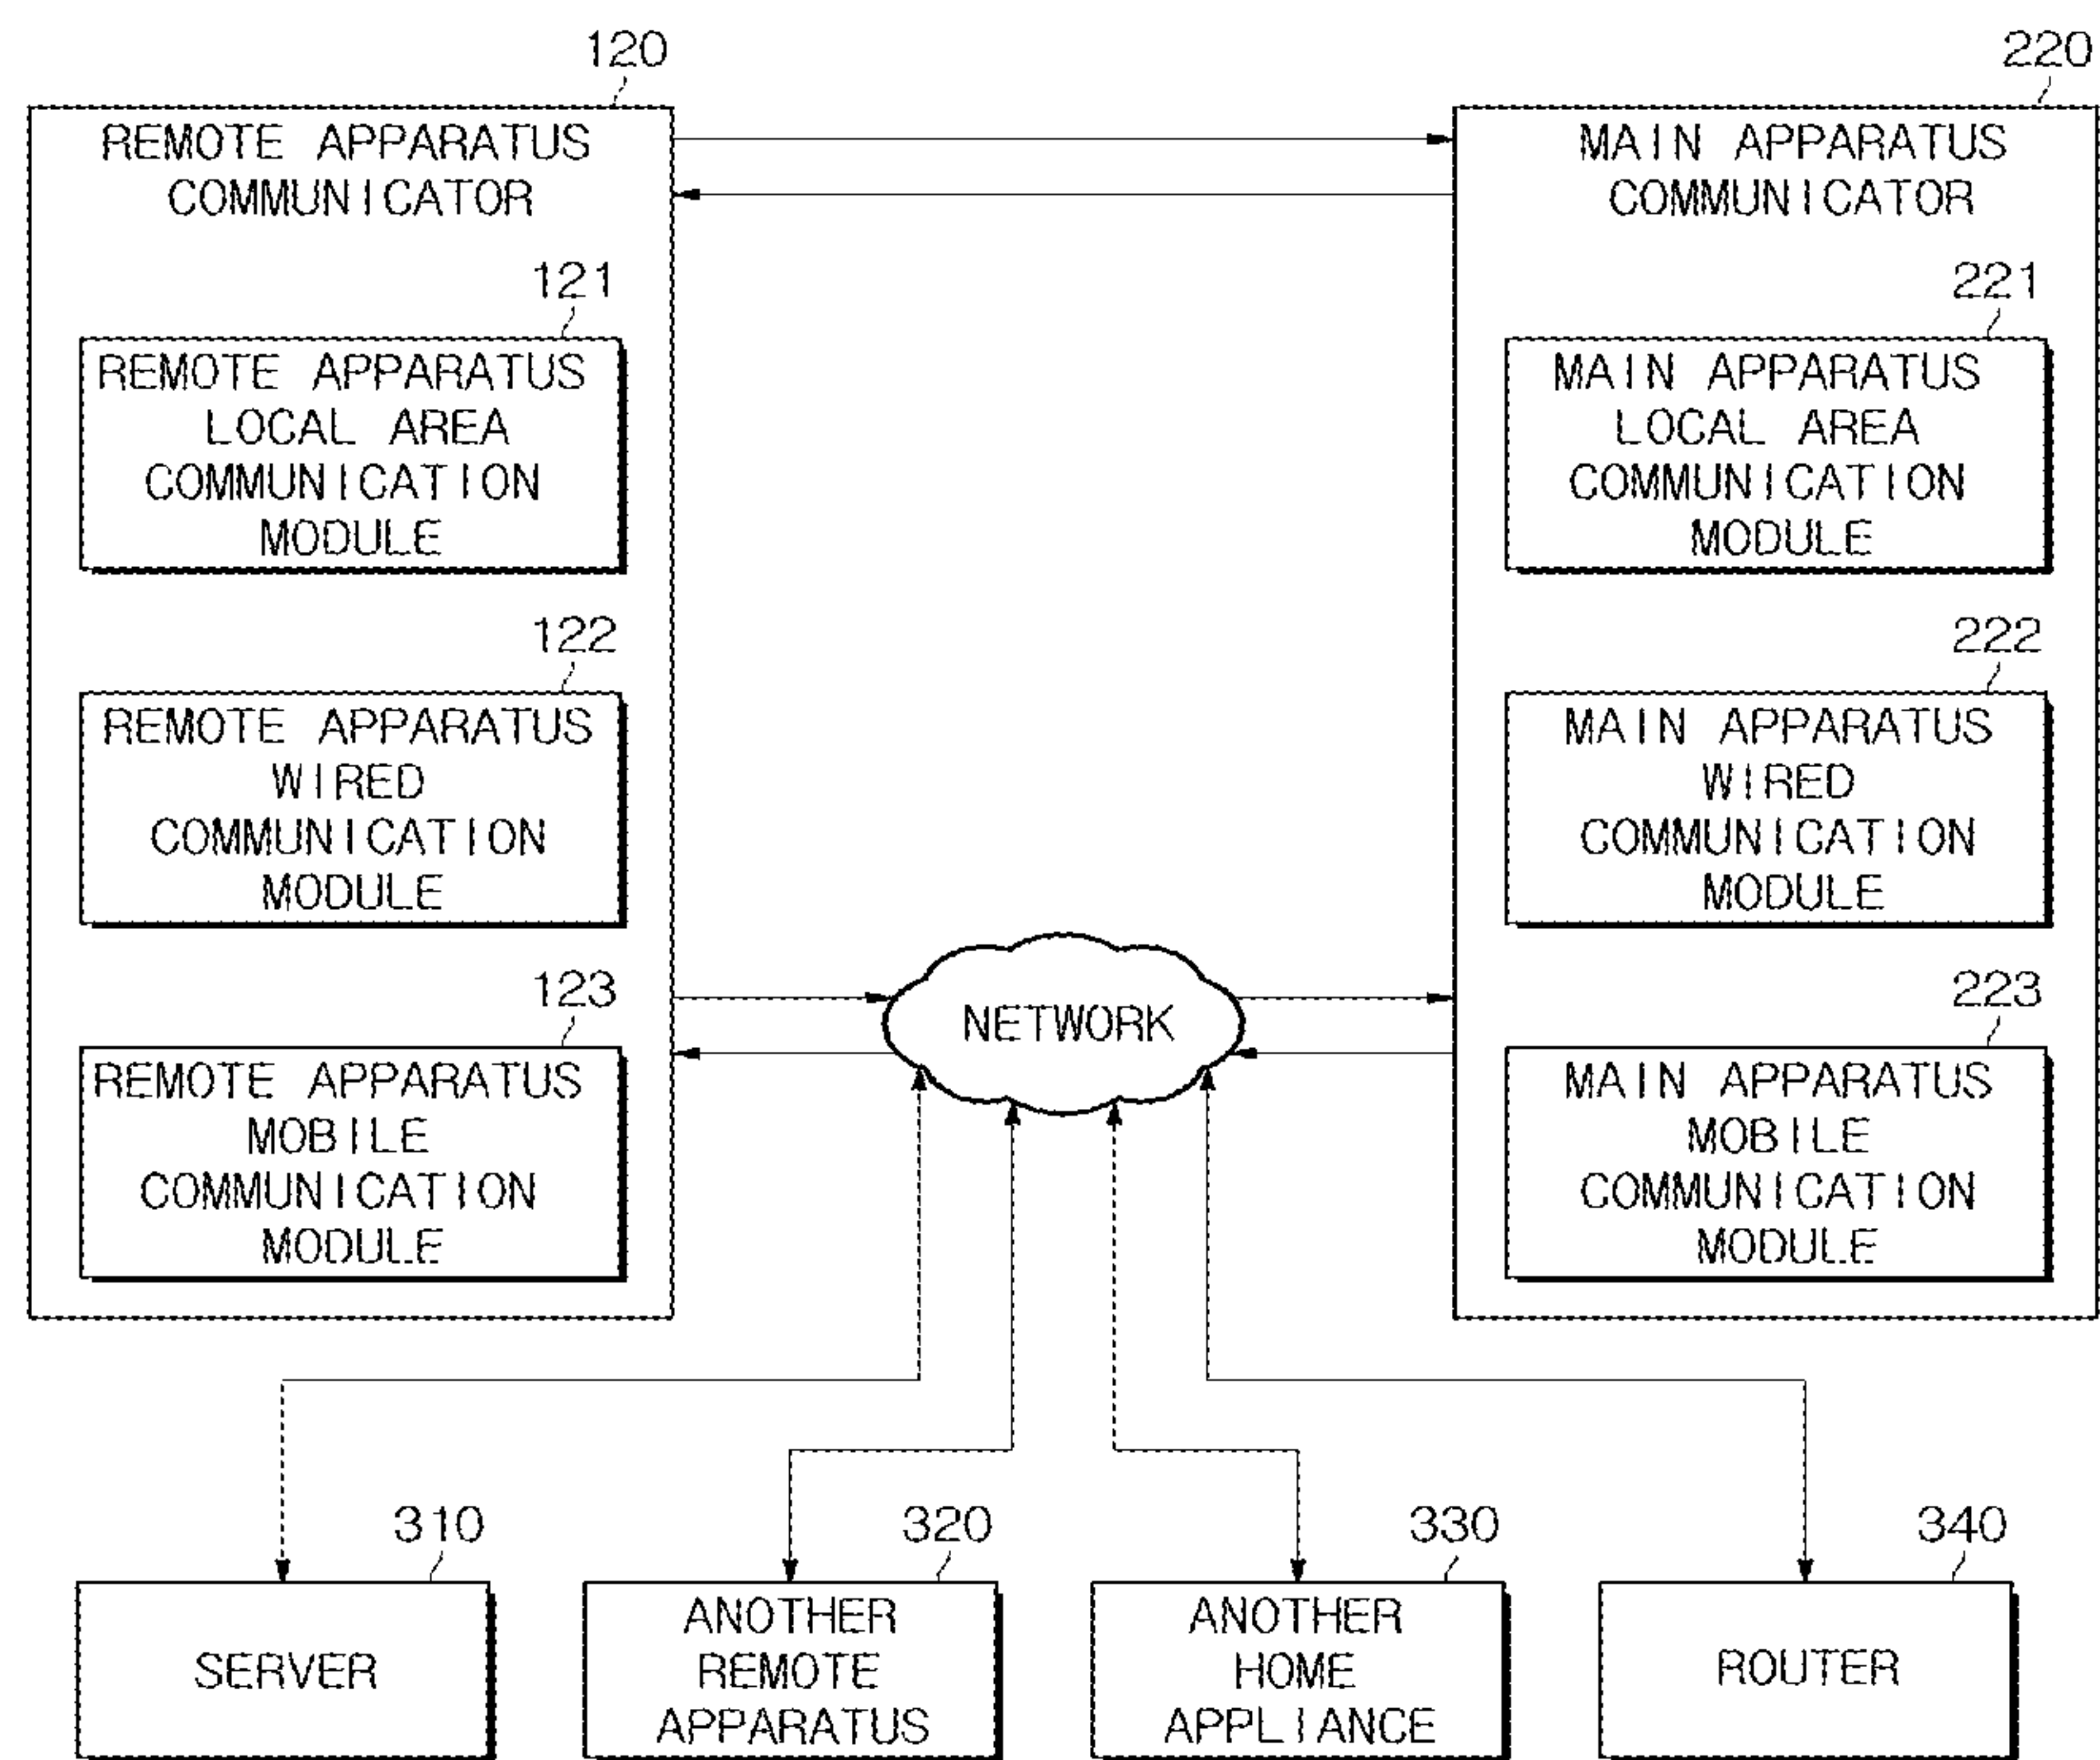 120
REMOTE APPARATUS
COMMUNICATOR
121
REMOTE APPARATUS
LOCAL AREA
COMMUNICATION
MODULE
122
REMOTE APPARATUS
WIRED
COMMUNICATION
MODULE
123
REMOTE APPARATUS
MOBILE
COMMUNICATION
MODULE
220
MAIN APPARATUS
COMMUNICATOR
221
MAIN APPARATUS
LOCAL AREA
COMMUNICATION
MODULE
222
MAIN APPARATUS
WIRED
COMMUNICATION
MODULE
223
MAIN APPARATUS
MOBILE
COMMUNICATION
MODULE
NETWORK
310
SERVER
320
ANOTHER
REMOTE
APPARATUS
330
ANOTHER
HOME
APPLIANCE
340
ROUTER